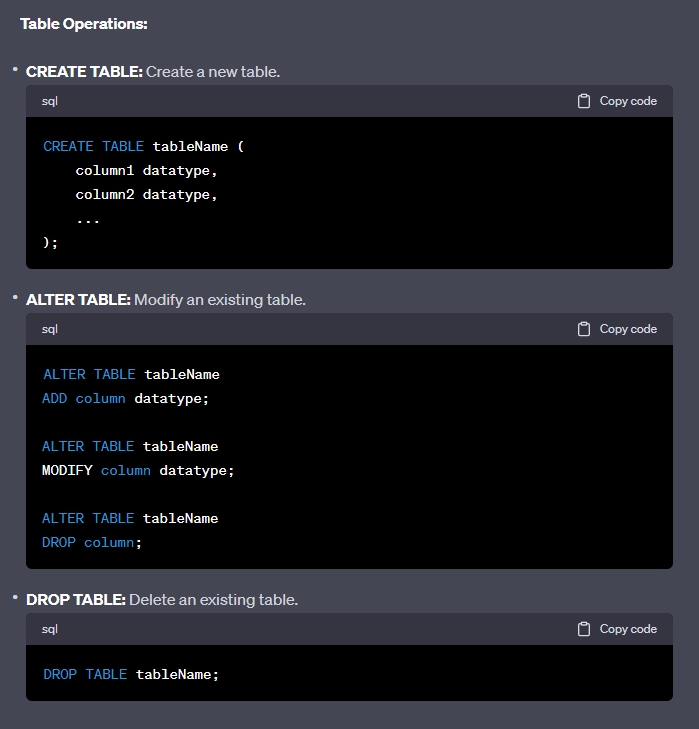 Table Operations:
• CREATE TABLE: Create a new table.
sql Copy code
CREATE TABLE tableName (
    column1 datatype,
    column2 datatype,
    ...
);
• ALTER TABLE: Modify an existing table.
sql Copy code
ALTER TABLE tableName
ADD column datatype;
ALTER TABLE tableName
MODIFY column datatype;
ALTER TABLE tableName
DROP column;
• DROP TABLE: Delete an existing table.
sql Copy code
DROP TABLE tableName;